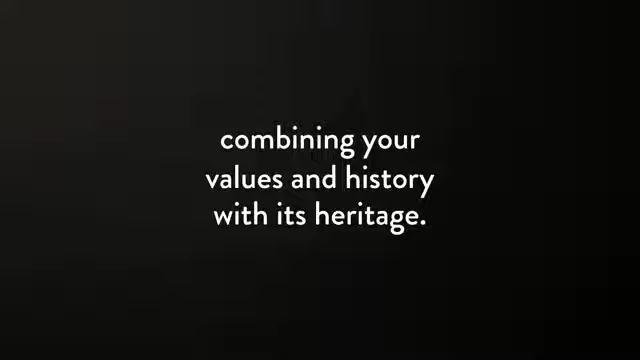 combining your
values and history
with its heritage.